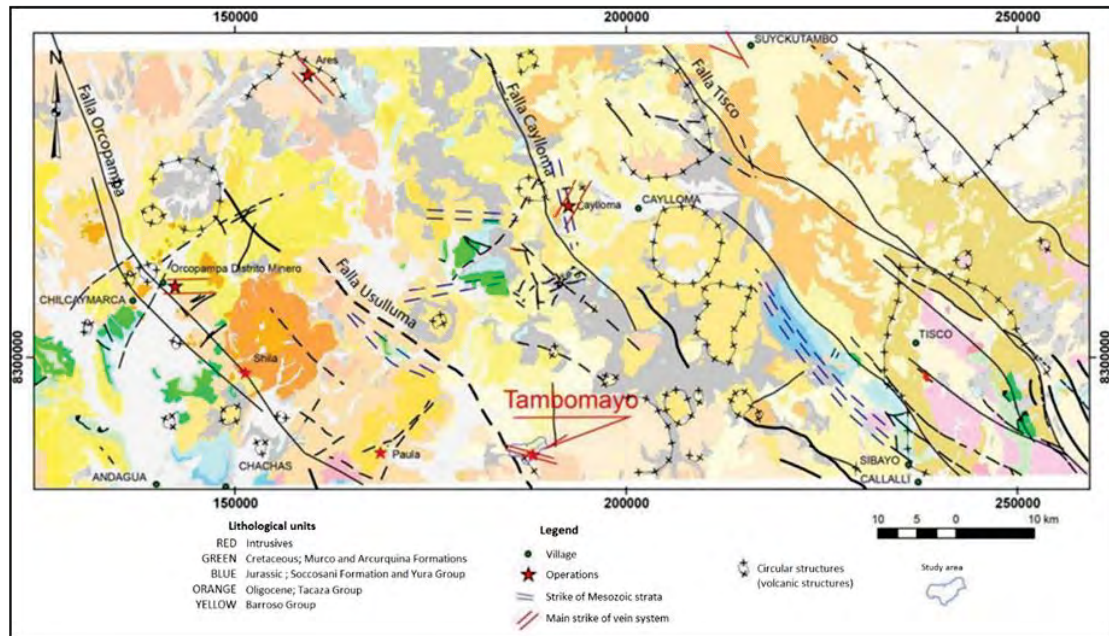 150000
200000
250000
SUYCKUTAMBO
Ares
N
Falla Orcopampa
Falla Caylloma
Falla Tisco
Caylloma
CAYLLOMA
Orcopampa Distrito Minero
CHILCAYMARCA
Falla Usulluma
TISCO
8300000
8300000
Shila
Tambomayo
Paula
CHACHAS
ANDAGUA
SIBAYO
CALLALLI
150000
200000
250000
10 5 0 10 km
Lithological units
RED Intrusives
GREEN Cretaceous; Murco and Arcurquina Formations
BLUE Jurassic ; Soccosani Formation and Yura Group
ORANGE Oligocene; Tacaza Group
YELLOW Barroso Group
Legend
Village
Operations
Strike of Mesozoic strata
Main strike of vein system
Circular structures
(volcanic structures)
Study area